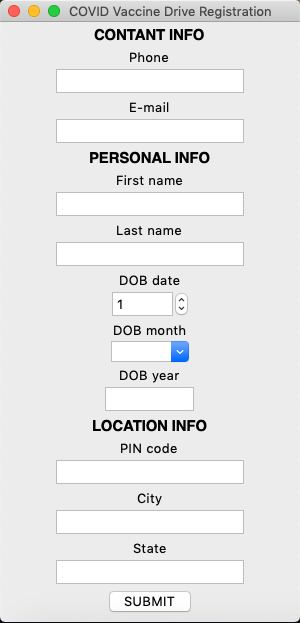 COVID Vaccine Drive Registration
CONTANT INFO
Phone
E-mail
PERSONAL INFO
First name
Last name
DOB date
1
DOB month
DOB year
LOCATION INFO
PIN code
City
State
SUBMIT